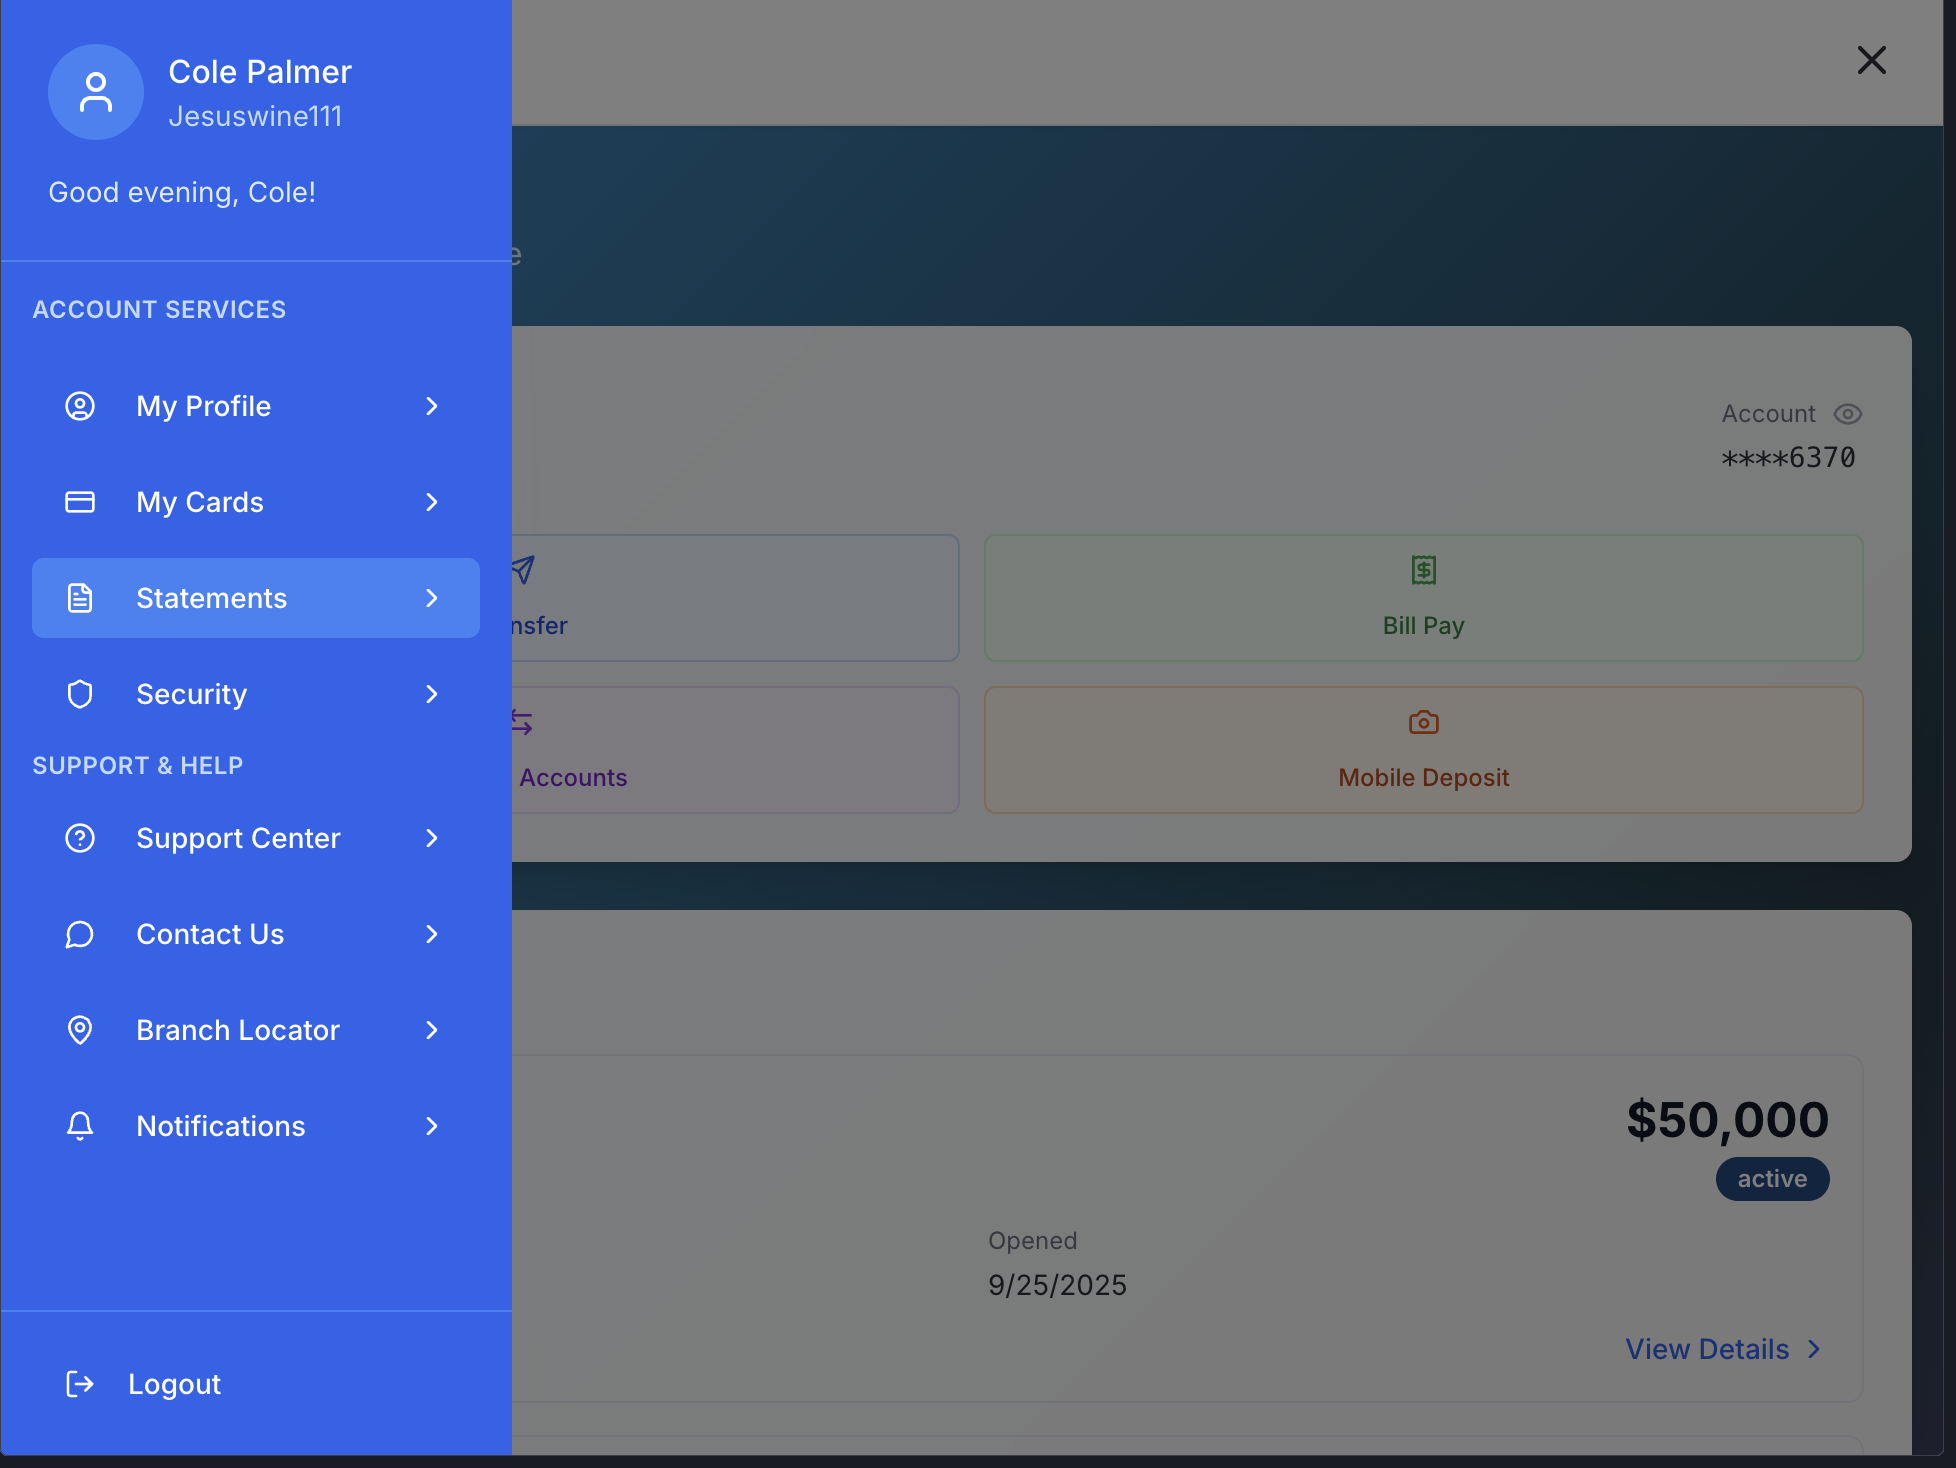 Cole Palmer
Jesuswine111
Good evening, Cole!
ACCOUNT SERVICES
My Profile
My Cards
Statements
Security
SUPPORT & HELP
Support Center
Contact Us
Branch Locator
Notifications
Logout
Account
****6370
nsfer
Bill Pay
Accounts
Mobile Deposit
$50,000
active
Opened
9/25/2025
View Details